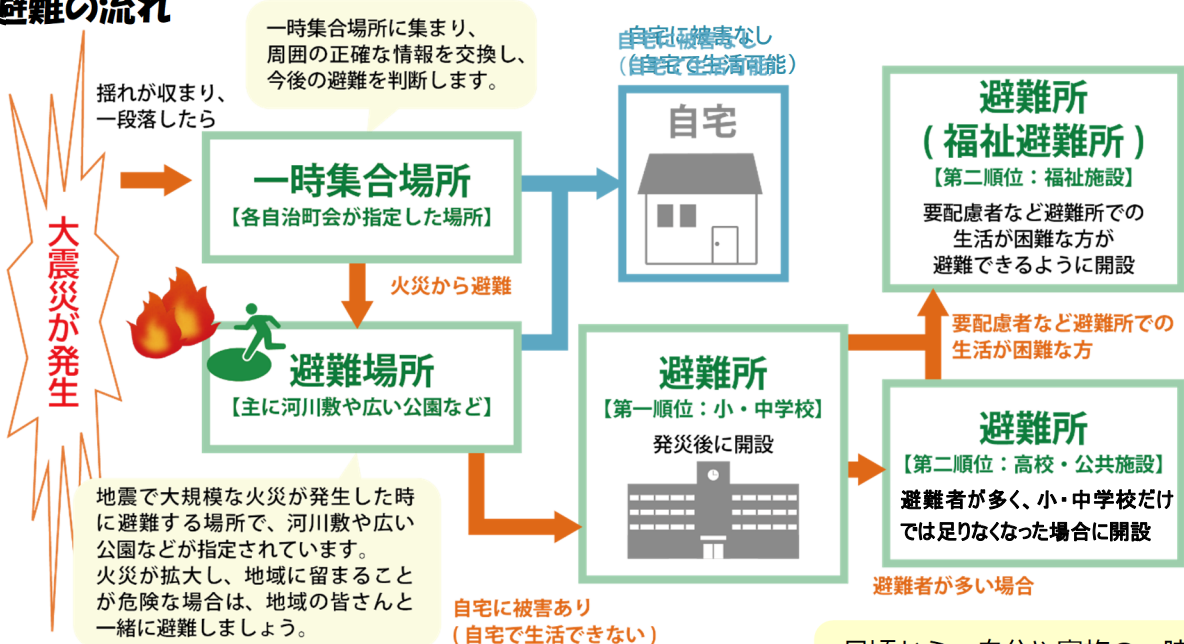 避難の流れ
一時集合場所に集まり、
周囲の正確な情報を交換し、
今後の避難を判断します。
揺れが収まり、
一段落したら
大震災が発生
一時集合場所
【各自治町会が指定した場所】
火災から避難
避難場所
【主に河川敷や広い公園など】
地震で大規模な火災が発生した時
に避難する場所で、河川敷や広い
公園などが指定されています。
火災が拡大し、地域に留まること
が危険な場合は、地域の皆さんと
一緒に避難しましょう。
自宅に被害なし
(自宅で生活可能)
自宅
自宅に被害あり
(自宅で生活できない)
避難所
【第一順位：小・中学校】
発災後に開設
避難所
(福祉避難所)
【第二順位：福祉施設】
要配慮者など避難所での
生活が困難な方が
避難できるように開設
要配慮者など避難所での
生活が困難な方
避難所
【第二順位：高校・公共施設】
避難者が多く、小・中学校だけ
では足りなくなった場合に開設
避難者が多い場合